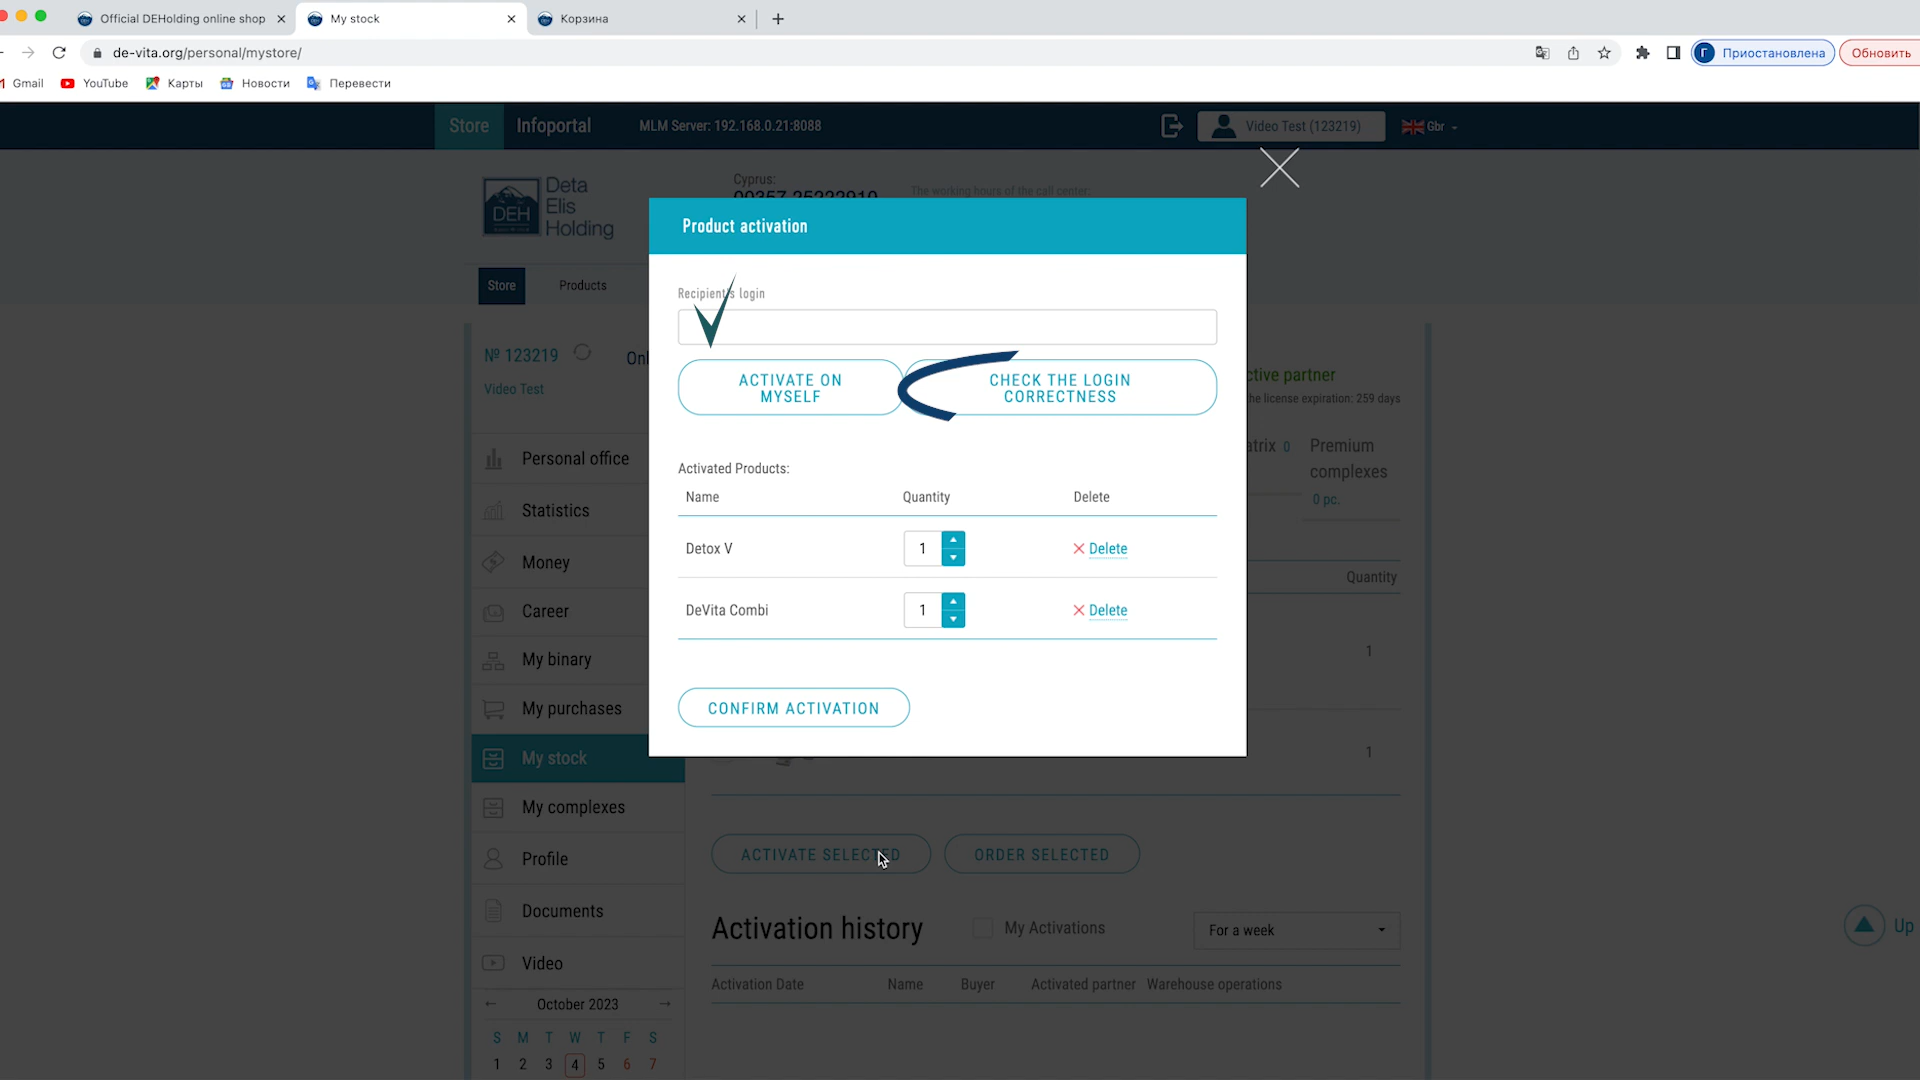 Official DEHolding online shop
My stock
Корзина
de-vita.org/personal/mystore/
Приостановлена
Обновить
Gmail
YouTube
Карты
Новости
Перевести
Store
Infoportal
MLM Server: 192.168.0.21:8088
Video Test (123219)
Gbr
DEH
Deta
Elis
Holding
Cyprus:
The working hours of the call center:
Store
Products
Product activation
Recipient's login
ACTIVATE ON
MYSELF
CHECK THE LOGIN
CORRECTNESS
Activated Products:
Name
Quantity
Delete
Detox V
1
Delete
DeVita Combi
1
Delete
CONFIRM ACTIVATION
№ 123219
Video Test
Personal office
Statistics
Money
Career
My binary
My purchases
My stock
My complexes
Profile
Documents
Video
October 2023
S M T W T F S
1 2 3 4 5 6 7
partner
the license expiration: 259 days
0
Premium
complexes
0 pc.
Quantity
1
1
ACTIVATE SELECTED
ORDER SELECTED
Activation history
My Activations
For a week
Activation Date
Name
Buyer
Activated partner
Warehouse operations
Up